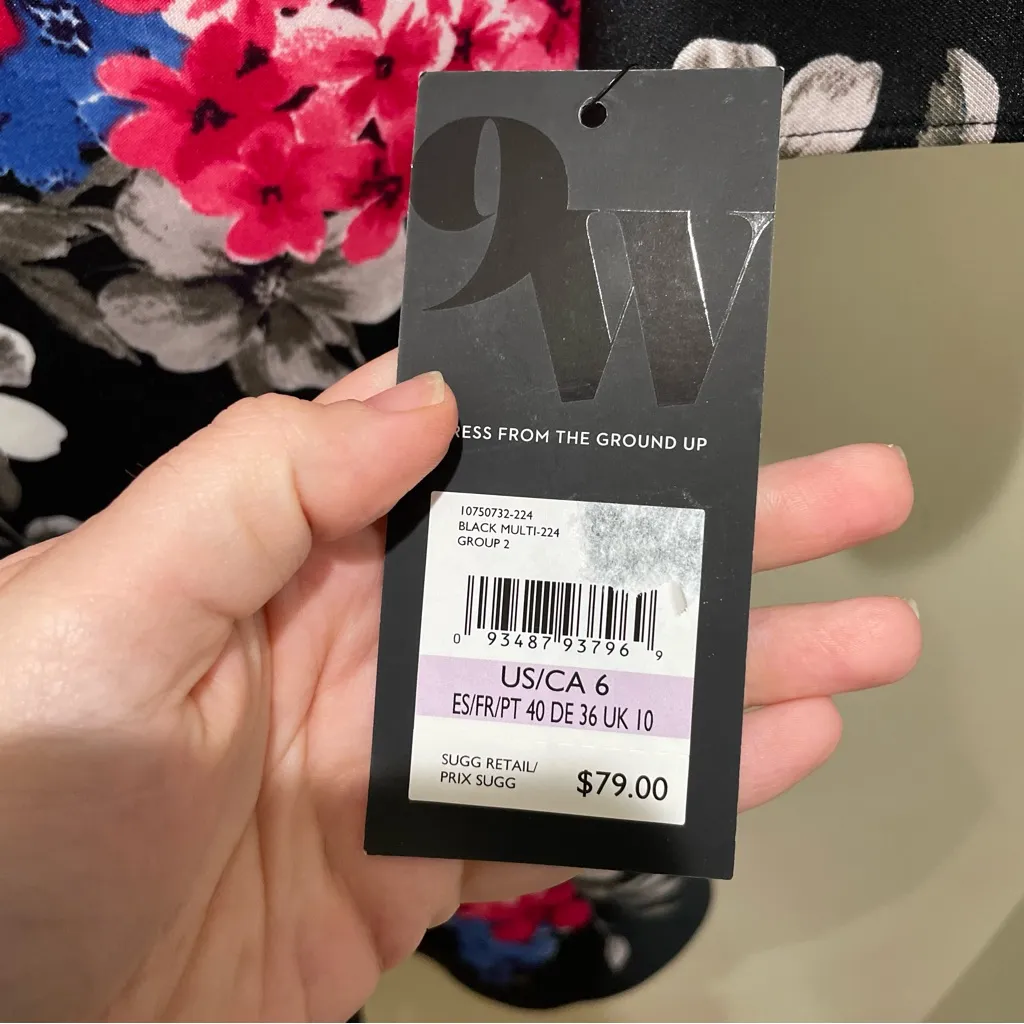 9W
RESS FROM THE GROUND UP
10750732-224
BLACK MULTI-224
GROUP 2
0 93487 93796 9
US/CA 6
ES/FR/PT 40 DE 36 UK 10
SUGG RETAIL/
PRIX SUGG
$79.00